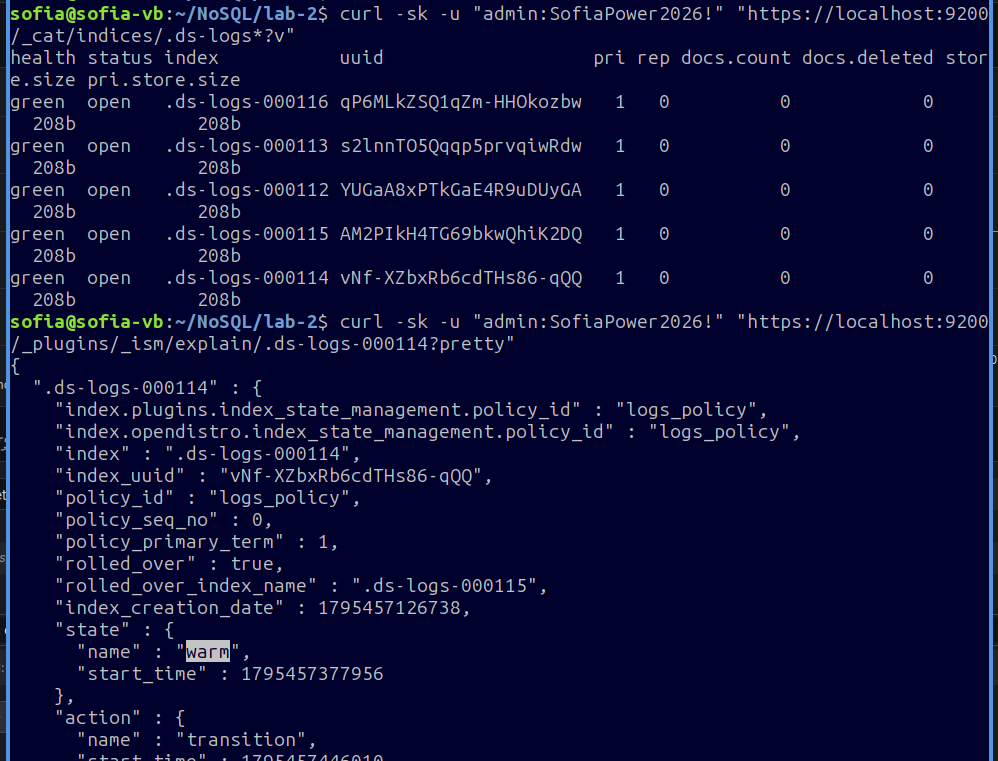 sofia@sofia-vb:~/NoSQL/lab-2$ curl -sk -u "admin:SofiaPower2026!" "https://localhost:9200
/_cat/indices/.ds-logs*?v"
health status index           uuid                   pri rep docs.count docs.deleted stor
e.size pri.store.size
green  open   .ds-logs-000116 qP6MLkZSQ1qZm-HHOkozbw   1   0          0            0
  208b           208b
green  open   .ds-logs-000113 s2lnnTO5Qqqp5prvqiwRdw   1   0          0            0
  208b           208b
green  open   .ds-logs-000112 YUGaA8xPTkGaE4R9uDUyGA   1   0          0            0
  208b           208b
green  open   .ds-logs-000115 AM2PIkH4TG69bkwQhiK2DQ   1   0          0            0
  208b           208b
green  open   .ds-logs-000114 vNf-XZbxRb6cdTHs86-qQQ   1   0          0            0
  208b           208b
sofia@sofia-vb:~/NoSQL/lab-2$ curl -sk -u "admin:SofiaPower2026!" "https://localhost:9200
/_plugins/_ism/explain/.ds-logs-000114?pretty"
{
  ".ds-logs-000114" : {
    "index.plugins.index_state_management.policy_id" : "logs_policy",
    "index.opendistro.index_state_management.policy_id" : "logs_policy",
    "index" : ".ds-logs-000114",
    "index_uuid" : "vNf-XZbxRb6cdTHs86-qQQ",
    "policy_id" : "logs_policy",
    "policy_seq_no" : 0,
    "policy_primary_term" : 1,
    "rolled_over" : true,
    "rolled_over_index_name" : ".ds-logs-000115",
    "index_creation_date" : 1795457126738,
    "state" : {
      "name" : "warm",
      "start_time" : 1795457377956
    },
    "action" : {
      "name" : "transition",
      "start_time" : 1795457446010